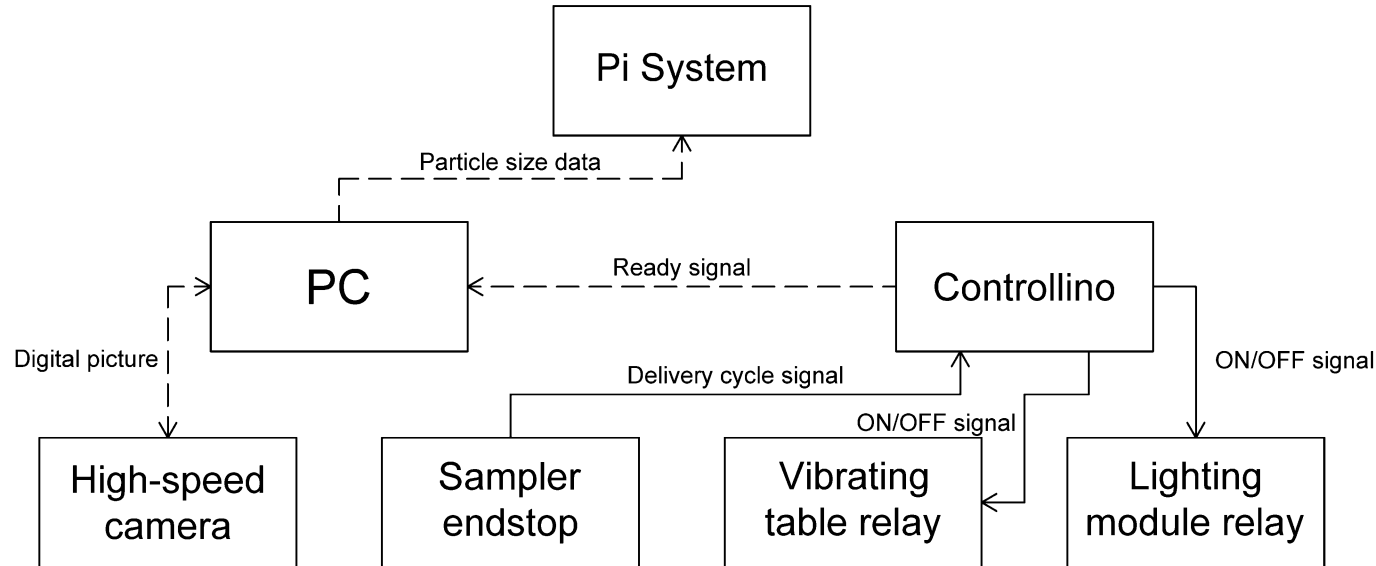 Pi System
Particle size data
PC
Ready signal
Controllino
Digital picture
Delivery cycle signal
ON/OFF signal
ON/OFF signal
High-speed
camera
Sampler
endstop
Vibrating
table relay
Lighting
module relay